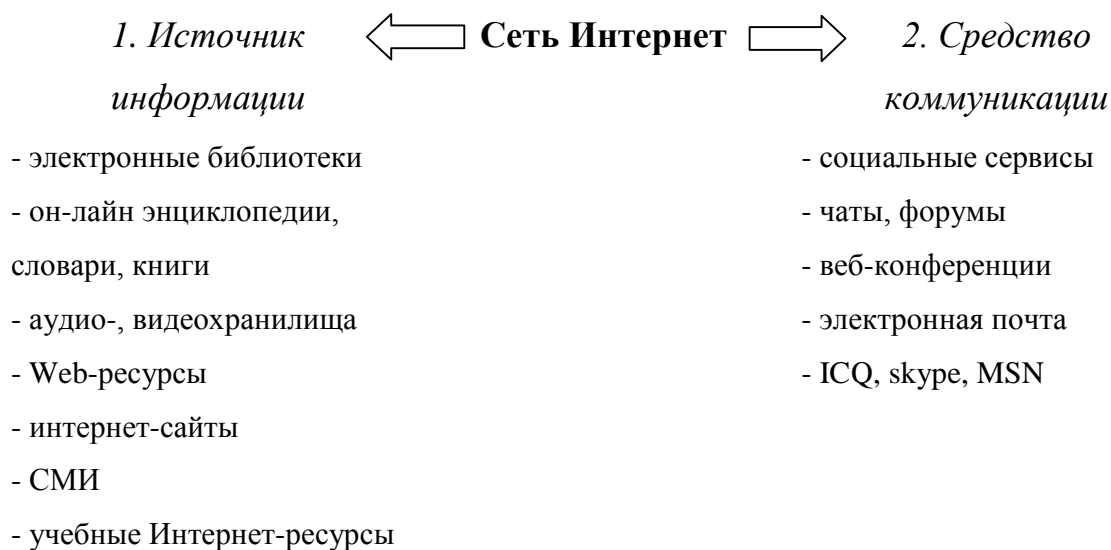 1. Источник
информации
Сеть Интернет
2. Средство
коммуникации
- электронные библиотеки
- он-лайн энциклопедии,
словари, книги
- аудио-, видеохранилища
- Web-ресурсы
- интернет-сайты
- СМИ
- учебные Интернет-ресурсы
- социальные сервисы
- чаты, форумы
- веб-конференции
- электронная почта
- ICQ, skype, MSN